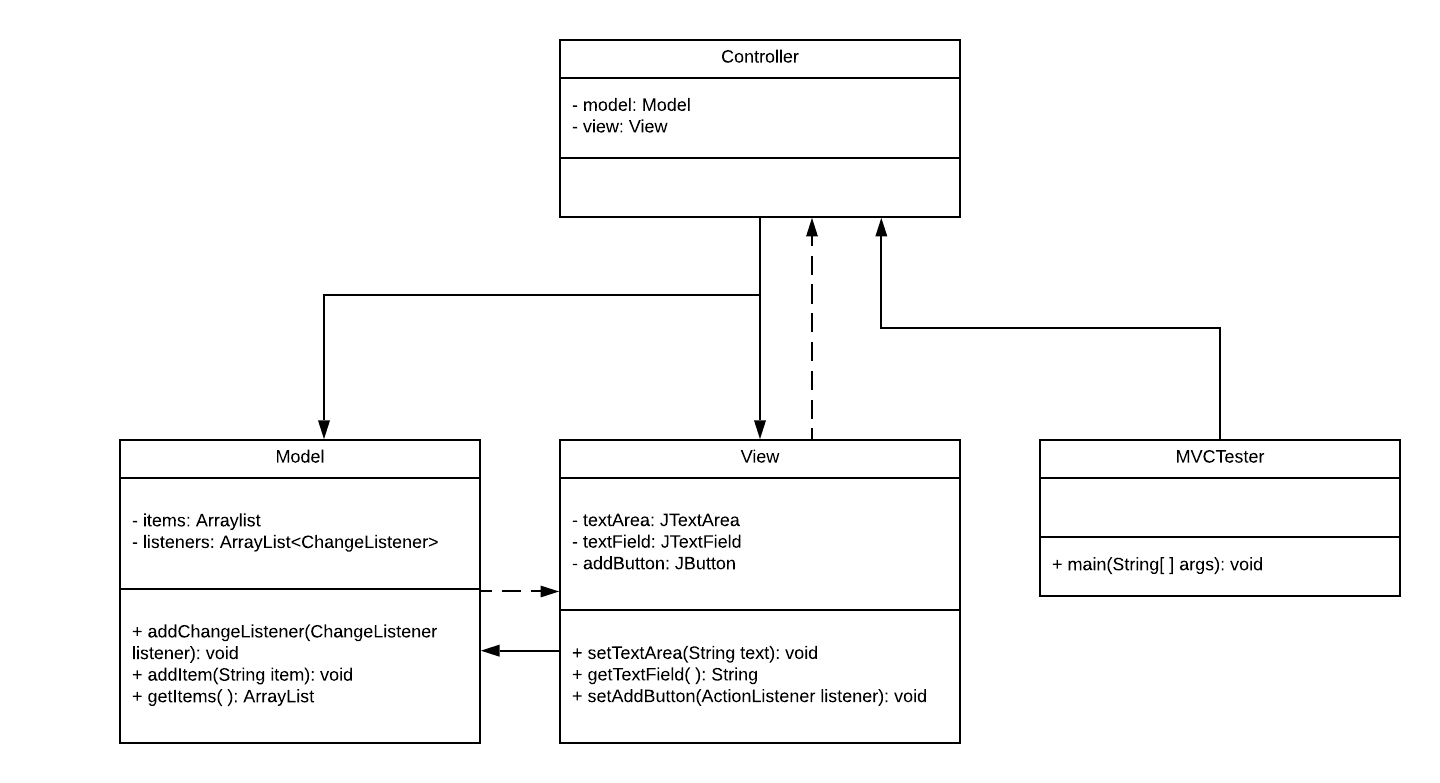 Controller
- model: Model
- view: View
Model
- items: Arraylist
- listeners: ArrayList<ChangeListener>
+ addChangeListener(ChangeListener
listener): void
+ addItem(String item): void
+ getItems( ): ArrayList
View
- textArea: JTextArea
- textField: JTextField
- addButton: JButton
+ setTextArea(String text): void
+ getTextField( ): String
+ setAddButton(ActionListener listener): void
MVCTester
+ main(String[ ] args): void